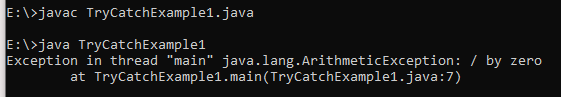 E:\>javac TryCatchExample1.java
E:\>java TryCatchExample1
Exception in thread "main" java.lang.ArithmeticException: / by zero
        at TryCatchExample1.main(TryCatchExample1.java:7)